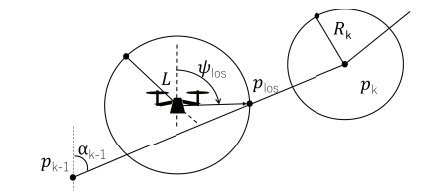 R_k
L
ψ_los
p_los
p_k
α_k-1
p_k-1